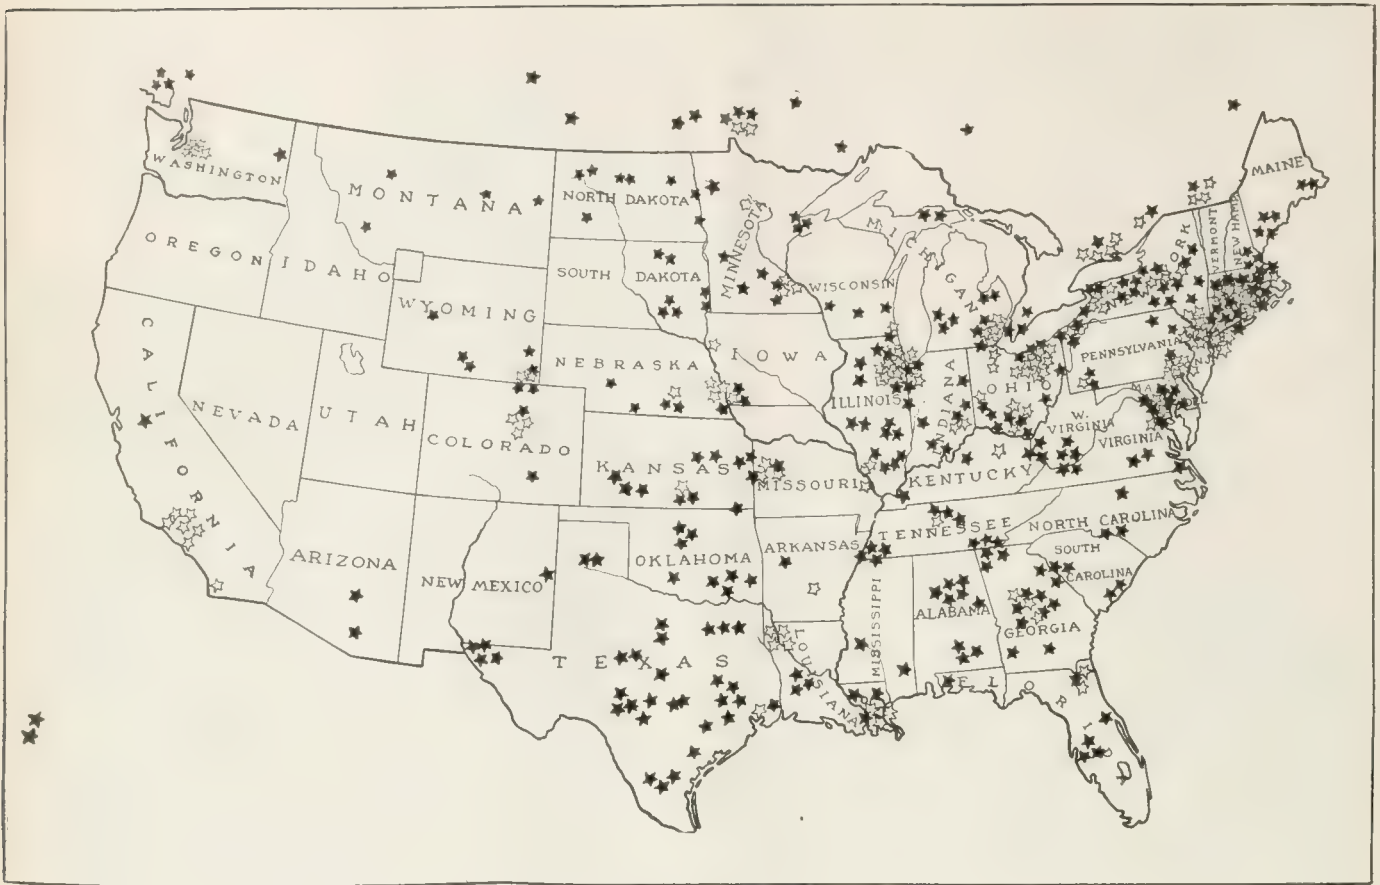 WASHINGTON
MONTANA
NORTH DAKOTA
MINNESOTA
MICHIGAN
MAINE
VERMONT
NEW HAMP
YORK
OREGON
IDAHO
SOUTH DAKOTA
WISCONSIN
WYOMING
CALIFORNIA
NEBRASKA
IOWA
ILLINOIS
INDIANA
OHIO
PENNSYLVANIA
N.J.
DEL
NEVADA
UTAH
COLORADO
KANSAS
MISSOURI
KENTUCKY
W. VIRGINIA
VIRGINIA
ARIZONA
NEW MEXICO
OKLAHOMA
ARKANSAS
TENNESSEE
NORTH CAROLINA
SOUTH CAROLINA
TEXAS
LOUISIANA
MISSISSIPPI
ALABAMA
GEORGIA
FLORIDA